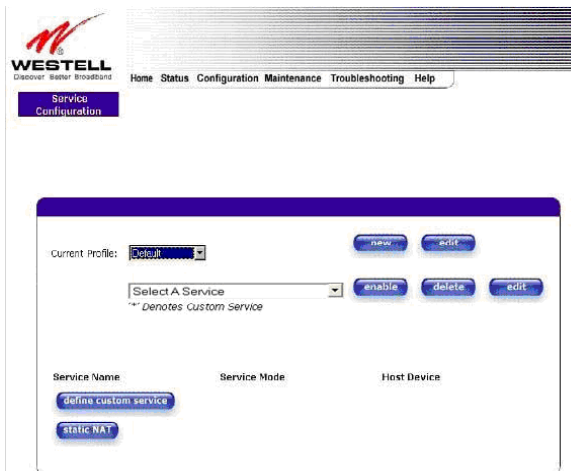 WESTELL
Discover Better Broadband
Home Status Configuration Maintenance Troubleshooting Help
Service
Configuration
Current Profile: Default new edit
Select A Service enable delete edit
"*" Denotes Custom Service
Service Name Service Mode Host Device
define custom service
static NAT